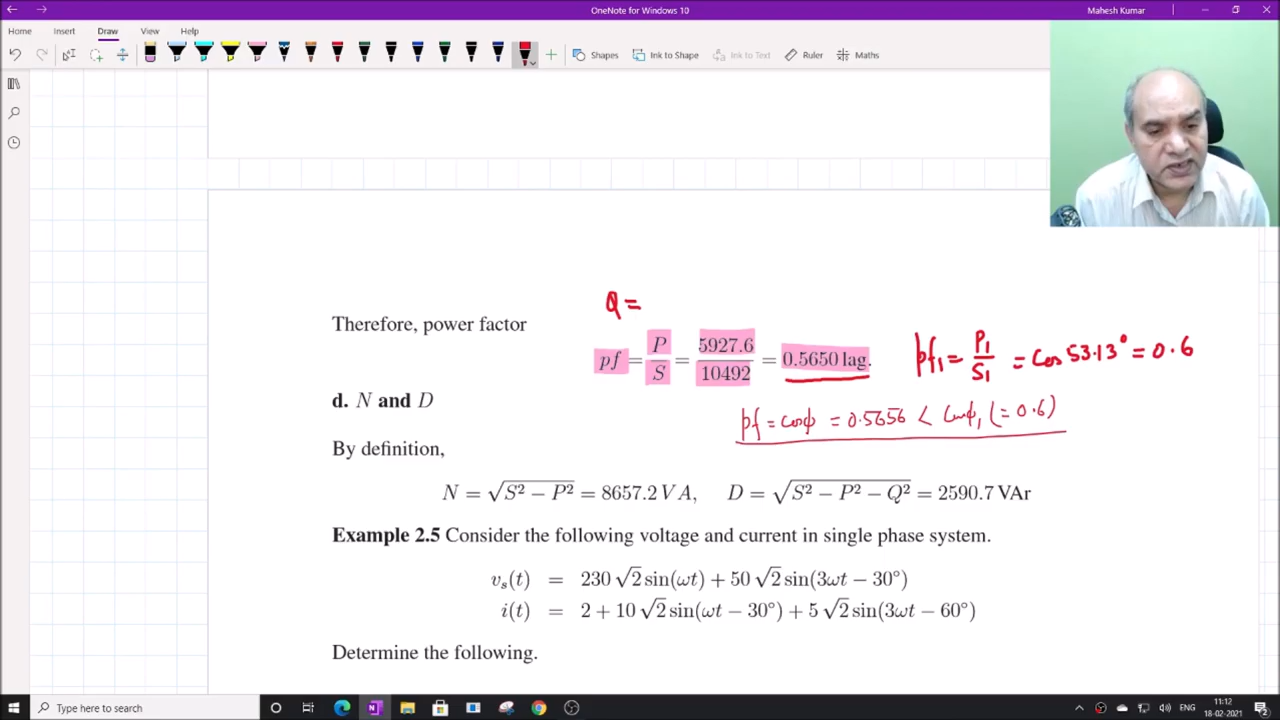 OneNote for Windows 10
Mahesh Kumar
Home Insert Draw View Help
Shapes Ink to Shape Ink to Text Ruler Maths
Q =
Therefore, power factor
pf = P/S = 5927.6/10492 = 0.5650 lag.
pf₁ = P₁/S₁ = cos 53.13° = 0.6
d. N and D
pf = cosφ = 0.5656 < cosφ₁ (= 0.6)
By definition,
N = √(S² − P²) = 8657.2 V A, D = √(S² − P² − Q²) = 2590.7 VAr
Example 2.5 Consider the following voltage and current in single phase system.
vₛ(t) = 230 √2 sin(ωt) + 50 √2 sin(3ωt − 30°)
i(t) = 2 + 10 √2 sin(ωt − 30°) + 5 √2 sin(3ωt − 60°)
Determine the following.
Type here to search
ENG
11:12
18-02-2021
2